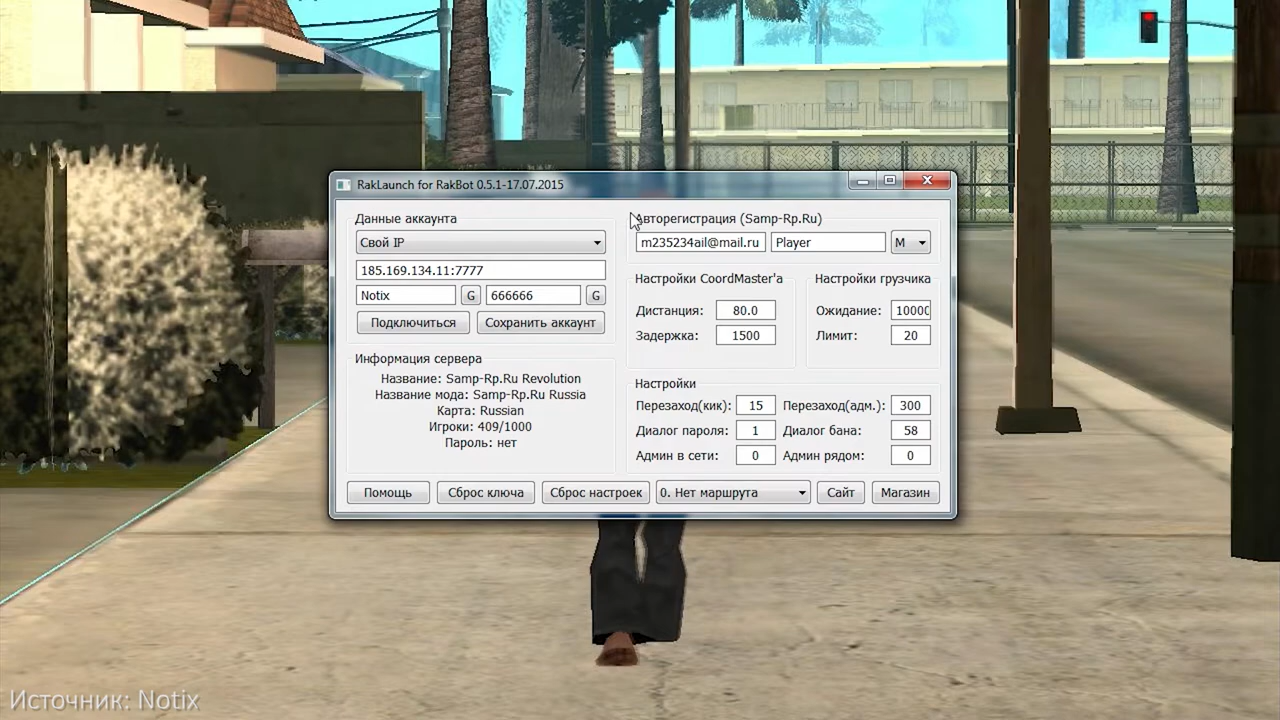 RakLaunch for RakBot 0.5.1-17.07.2015
Данные аккаунта
Свой IP
185.169.134.11:7777
Notix G 666666 G
Подключиться Сохранить аккаунт
Информация сервера
Название: Samp-Rp.Ru Revolution
Название мода: Samp-Rp.Ru Russia
Карта: Russian
Игроки: 409/1000
Пароль: нет
Авторегистрация (Samp-Rp.Ru)
m235234ail@mail.ru Player М
Настройки CoordMaster'а
Дистанция: 80.0
Задержка: 1500
Настройки грузчика
Ожидание: 10000
Лимит: 20
Настройки
Перезаход(кик): 15 Перезаход(адм.): 300
Диалог пароля: 1 Диалог бана: 58
Админ в сети: 0 Админ рядом: 0
Помощь Сброс ключа Сброс настроек 0. Нет маршрута Сайт Магазин
Источник: Notix